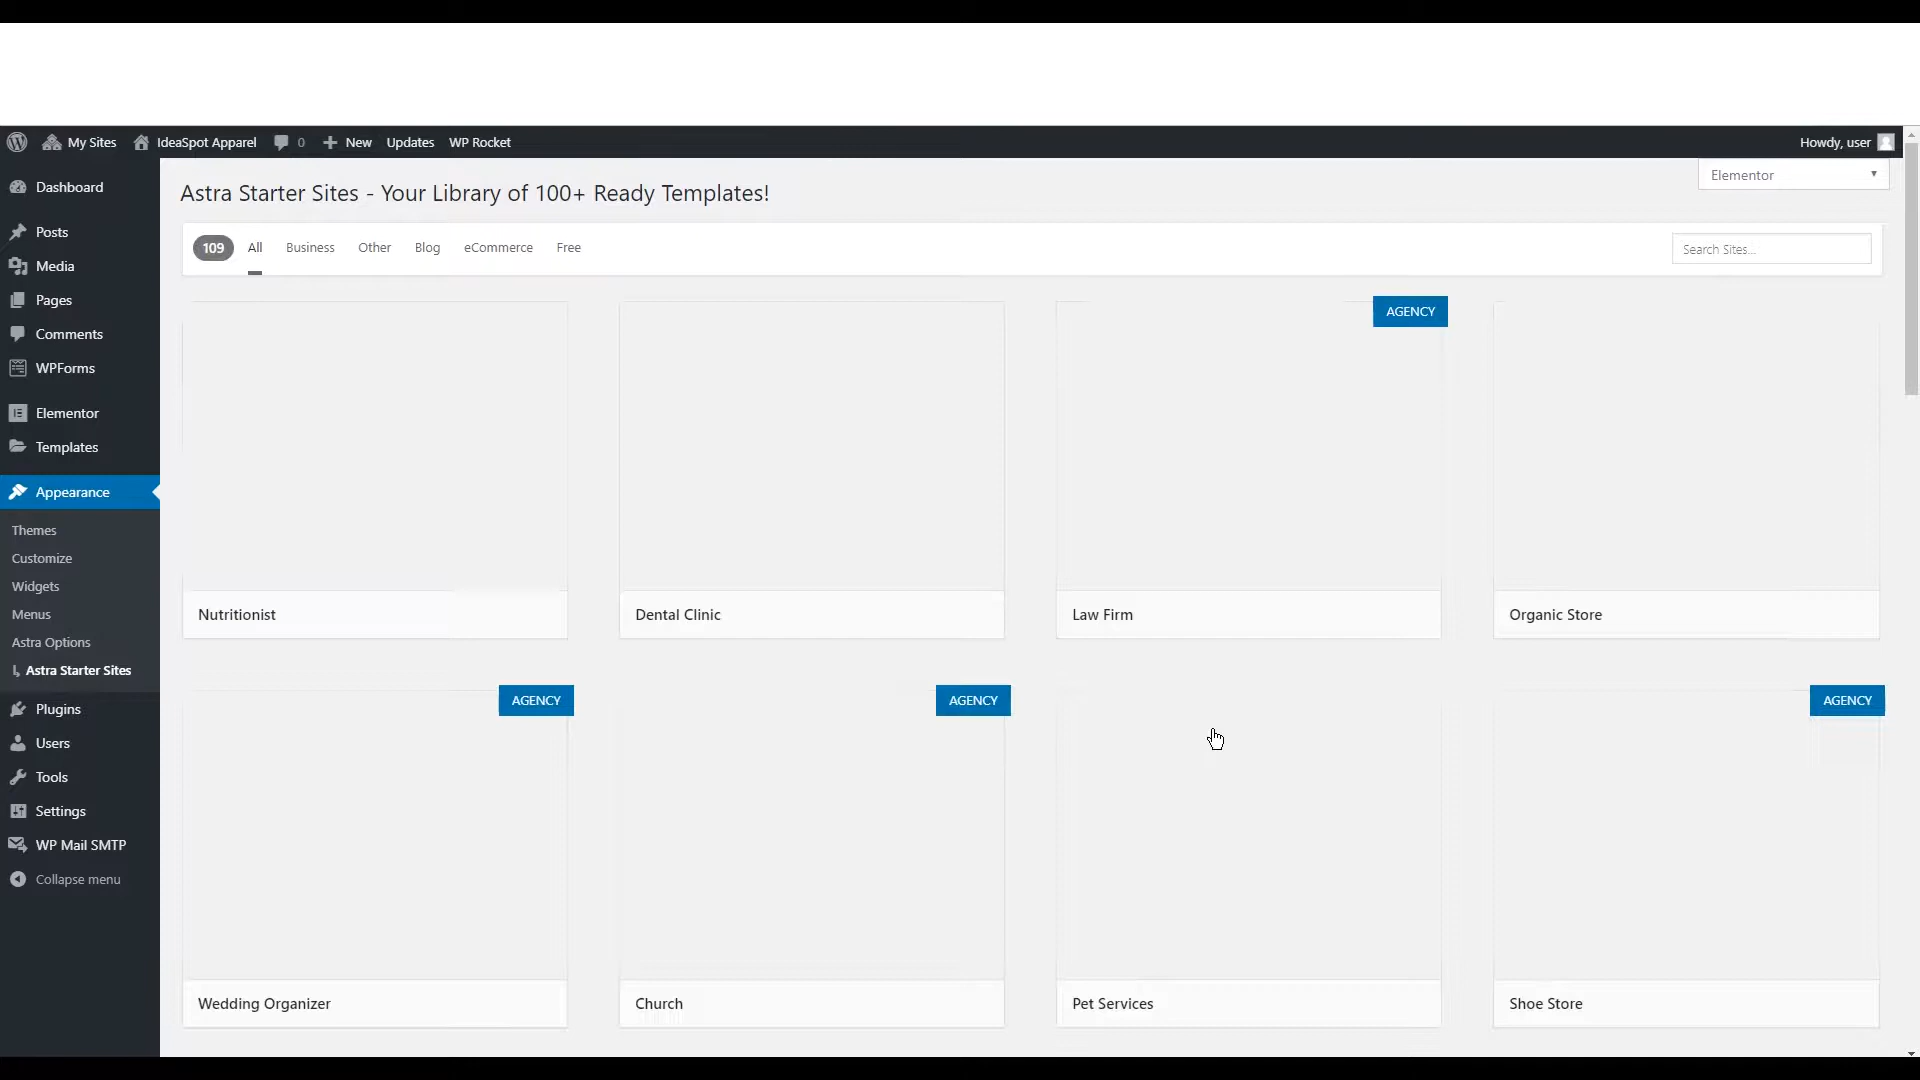 My Sites IdeaSpot Apparel 0 New Updates WP Rocket Howdy, user
Dashboard
Posts
Media
Pages
Comments
WPForms
Elementor
Templates
Appearance
Themes
Customize
Widgets
Menus
Astra Options
Astra Starter Sites
Plugins
Users
Tools
Settings
WP Mail SMTP
Collapse menu
Astra Starter Sites - Your Library of 100+ Ready Templates!
Elementor
109 All Business Other Blog eCommerce Free
Search Sites...
AGENCY
Nutritionist Dental Clinic Law Firm Organic Store
AGENCY AGENCY AGENCY
Wedding Organizer Church Pet Services Shoe Store